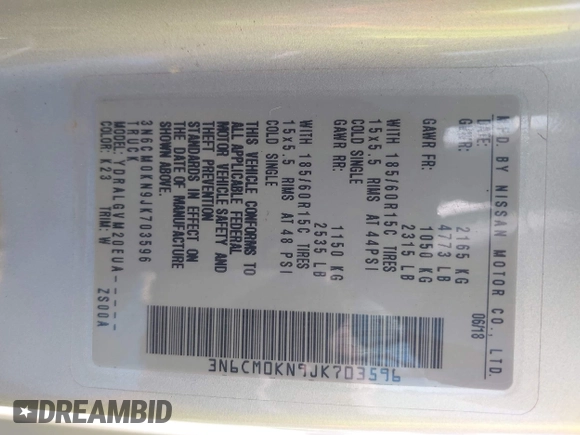 MFD. BY NISSAN MOTOR CO., LTD.
DATE: 06/18
2165 KG
4773 LB
GAWR FR: 1050 KG
2315 LB
WITH 185/60R15C TIRES
15x5.5 RIMS AT 44PSI
COLD SINGLE
GAWR RR: 1150 KG
2535 LB
WITH 185/60R15C TIRES
15x5.5 RIMS AT 48 PSI
COLD SINGLE
THIS VEHICLE CONFORMS TO
ALL APPLICABLE FEDERAL
MOTOR VEHICLE SAFETY AND
THEFT PREVENTION
STANDARDS IN EFFECT ON
THE DATE OF MANUFACTURE
SHOWN ABOVE.
3N6CM0KN9JK703596
TRUCK
MODEL: YDRALGVM20EUA-----
COLOR: K23 TRIM: W ZS00A
3N6CM0KN9JK703596
DREAMBID